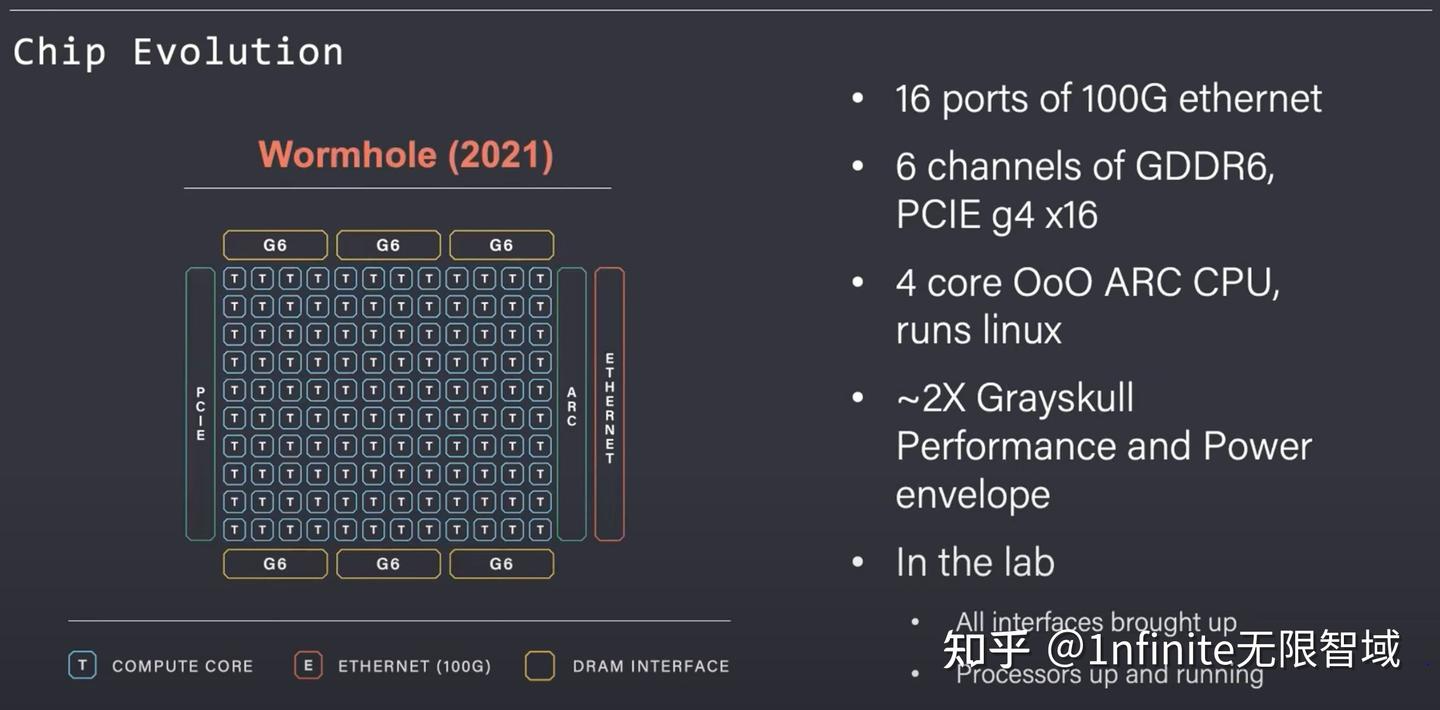 Chip Evolution
Wormhole (2021)
G6 G6 G6
T T T T T T T T T T T T
T T T T T T T T T T T T
T T T T T T T T T T T T
T T T T T T T T T T T T
T T T T T T T T T T T T
T T T T T T T T T T T T
T T T T T T T T T T T T
T T T T T T T T T T T T
T T T T T T T T T T T T
T T T T T T T T T T T T
PCIE
ARC
ETHERNET
G6 G6 G6
T COMPUTE CORE E ETHERNET (100G) DRAM INTERFACE
• 16 ports of 100G ethernet
• 6 channels of GDDR6,
PCIE g4 x16
• 4 core OoO ARC CPU,
runs linux
• ~2X Grayskull
Performance and Power
envelope
• In the lab
• All interfaces brought up
• Processors up and running
知乎 @1nfinite无限智域